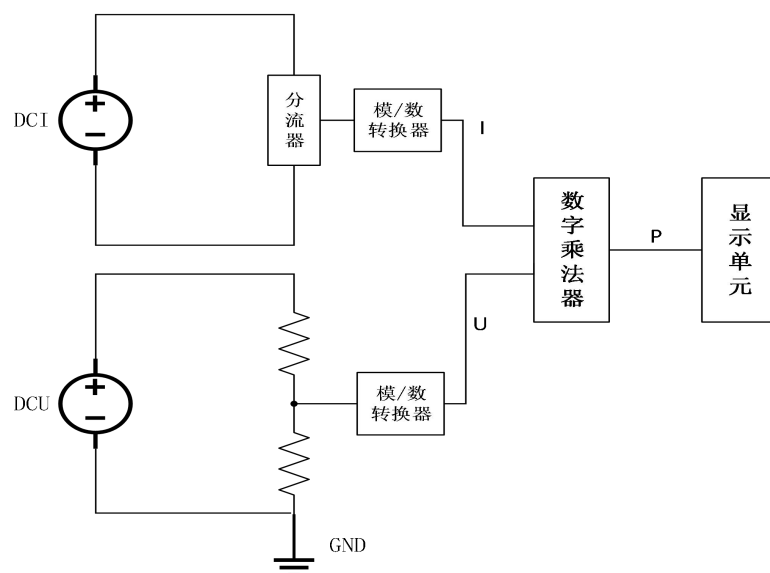 DCI
分
流
器
模/数
转换器
I
数
字
乘
法
器
P
显
示
单
元
U
DCU
模/数
转换器
GND